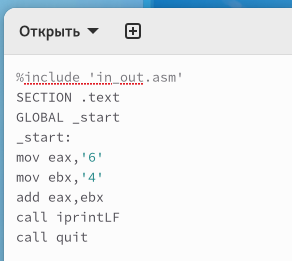 Открыть
%include 'in_out.asm'
SECTION .text
GLOBAL _start
_start:
mov eax,'6'
mov ebx,'4'
add eax,ebx
call iprintLF
call quit